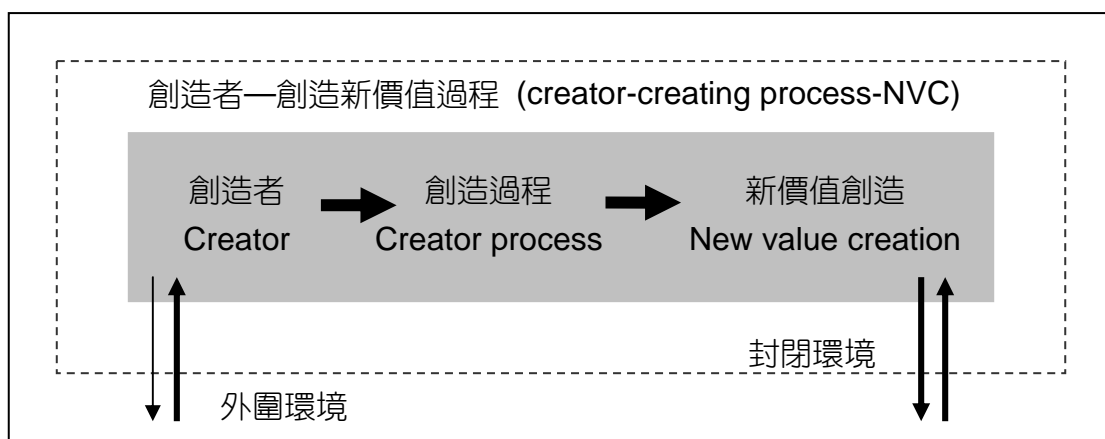 創造者—創造新價值過程 (creator-creating process-NVC)
創造者 創造過程 新價值創造
Creator Creator process New value creation
封閉環境
外圍環境